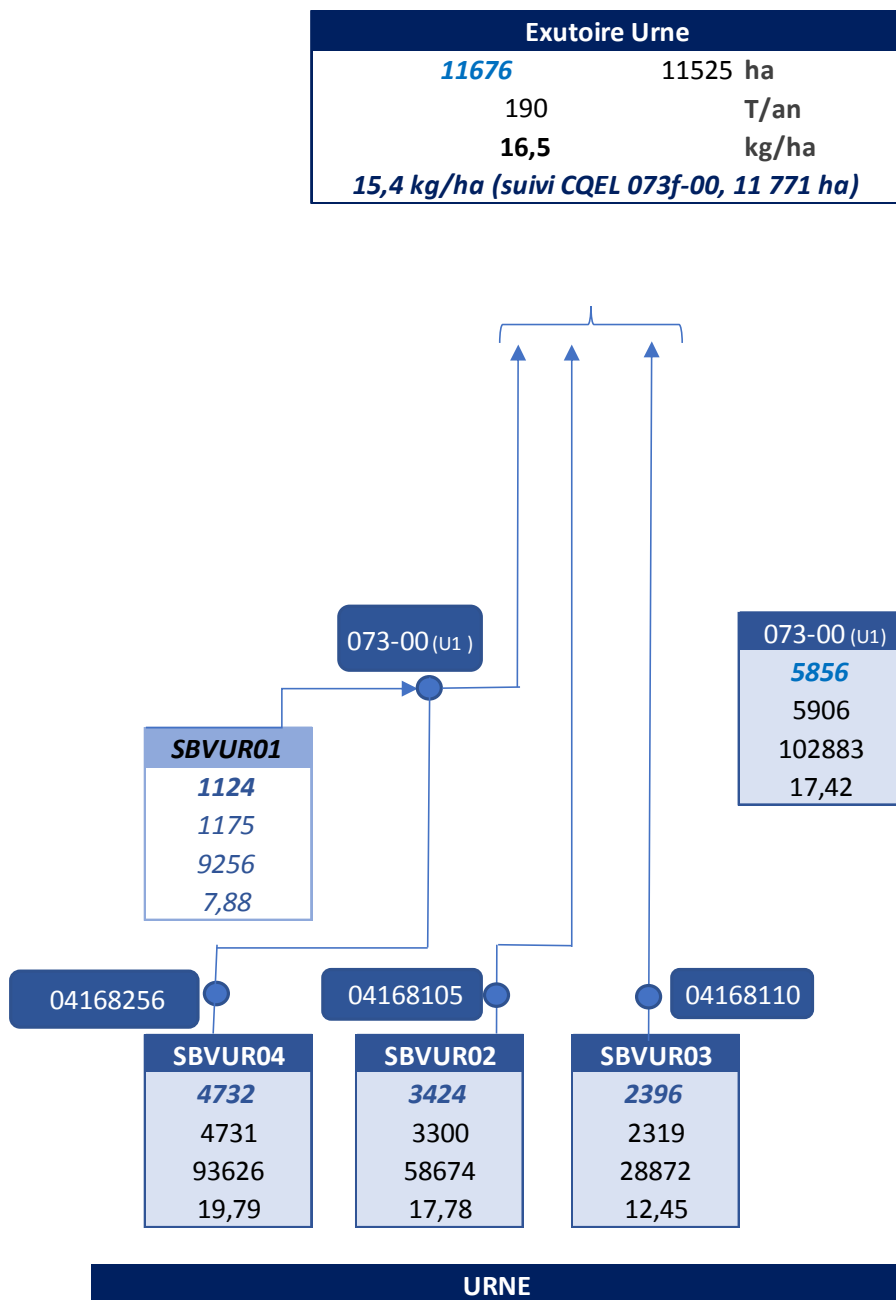 Exutoire Urne
11676 11525 ha
190 T/an
16,5 kg/ha
15,4 kg/ha (suivi CQEL 073f-00, 11 771 ha)
073-00 (U1 )
073-00 (U1)
5856
5906
102883
17,42
SBVUR01
1124
1175
9256
7,88
04168256
04168105
04168110
SBVUR04
4732
4731
93626
19,79
SBVUR02
3424
3300
58674
17,78
SBVUR03
2396
2319
28872
12,45
URNE